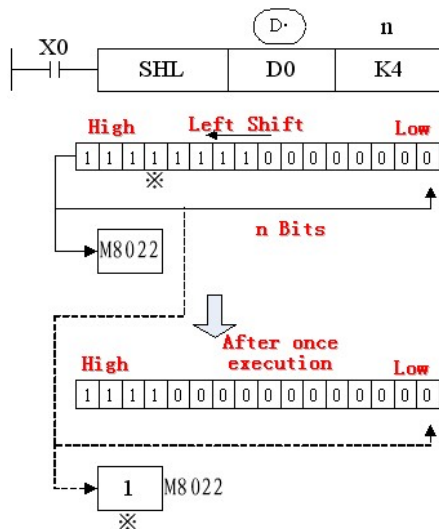 D· n
X0
SHL D0 K4
High Left Shift Low
1 1 1 1 1 1 1 1 0 0 0 0 0 0 0 0
※
n Bits
M8022
After once
execution
High Low
1 1 1 1 0 0 0 0 0 0 0 0 0 0 0 0
1 M8022
※